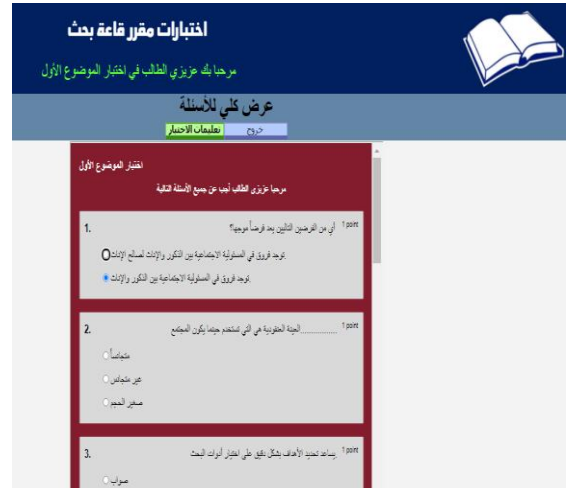 اختبارات مقرر قاعة بحث
مرحبا بك عزيزي الطالب في اختبار الموضوع الأول
عرض كلي للأسئلة
خروج
تعليمات الاختبار
اختبار الموضوع الأول
مرحبا عزيزى الطالب أجب عن جميع الأسئلة التالية
1. أي من الفرضين التاليين يعد فرضاً موجها؟ 1 point
توجد فروق في المسئولية الاجتماعية بين الذكور والإناث لصالح الإناث.
توجد فروق في المسئولية الاجتماعية بين الذكور والإناث.
2. ................العينة العنقودية هي التي تستخدم حينما يكون المجتمع 1 point
متجانساً
غير متجانس
صغير الحجم
3. يساعد تحديد الأهداف بشكل دقيق على اختيار أدوات البحث. 1 point
صواب